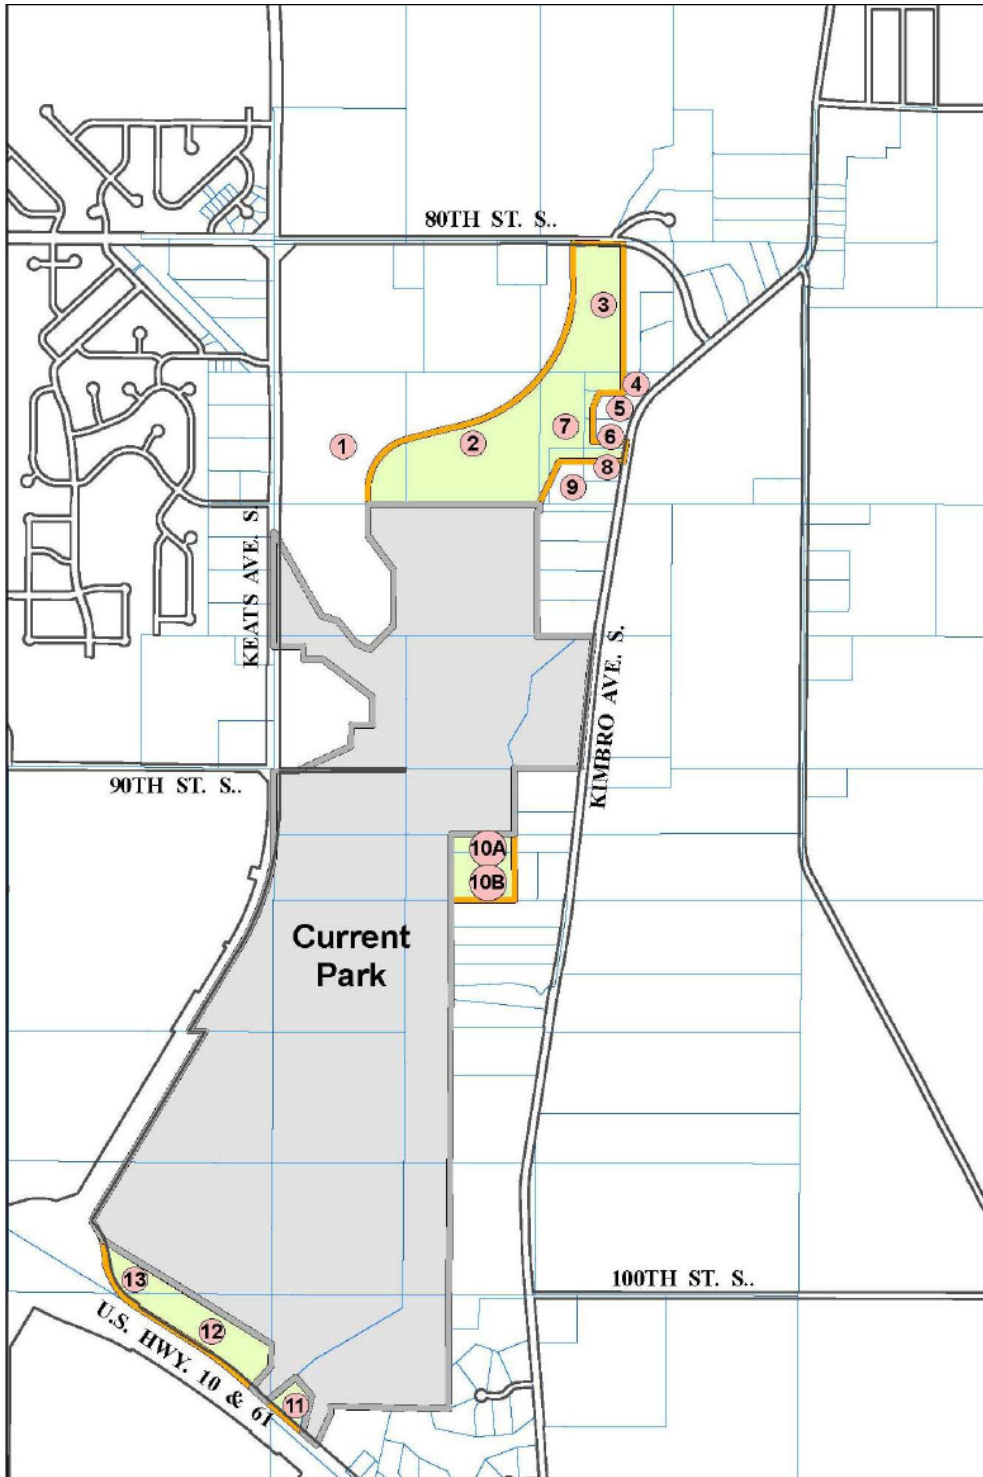 80TH ST. S..
3
4
5
7
6
1
2
8
9
KEATS AVE. S.
KIMBRO AVE. S.
90TH ST. S..
10A
10B
Current
Park
13
100TH ST. S..
12
U.S. HWY. 10 & 61
11